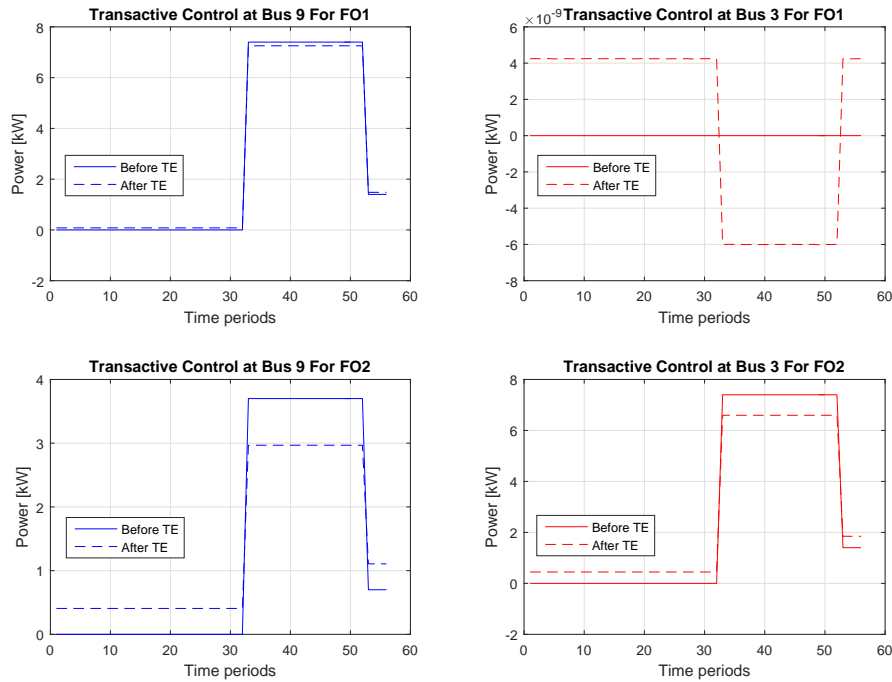 Transactive Control at Bus 9 For FO1
8
6
4
2
0
-2
Power [kW]
Before TE
After TE
0 10 20 30 40 50 60
Time periods
Transactive Control at Bus 3 For FO1
×10^-9
6
4
2
0
-2
-4
-6
-8
Power [kW]
Before TE
After TE
0 10 20 30 40 50 60
Time periods
Transactive Control at Bus 9 For FO2
4
3
2
1
0
Power [kW]
Before TE
After TE
0 10 20 30 40 50 60
Time periods
Transactive Control at Bus 3 For FO2
8
6
4
2
0
-2
Power [kW]
Before TE
After TE
0 10 20 30 40 50 60
Time periods